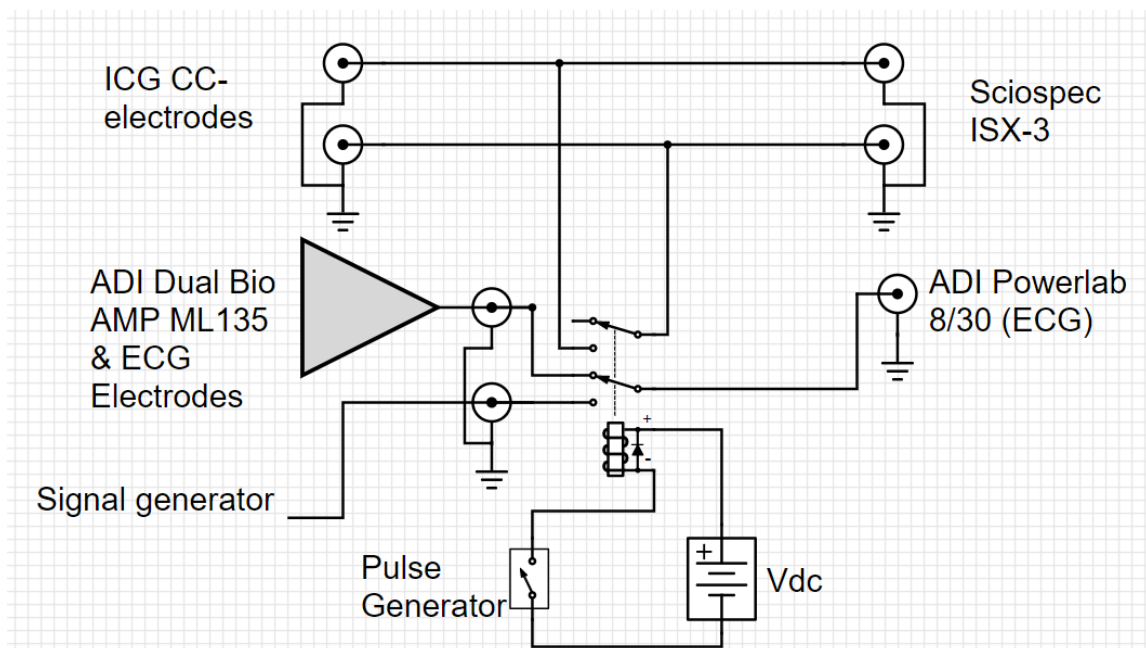 ICG CC-
electrodes
Sciospec
ISX-3
ADI Dual Bio
AMP ML135
& ECG
Electrodes
ADI Powerlab
8/30 (ECG)
+
-
Signal generator
Pulse
Generator
+
Vdc